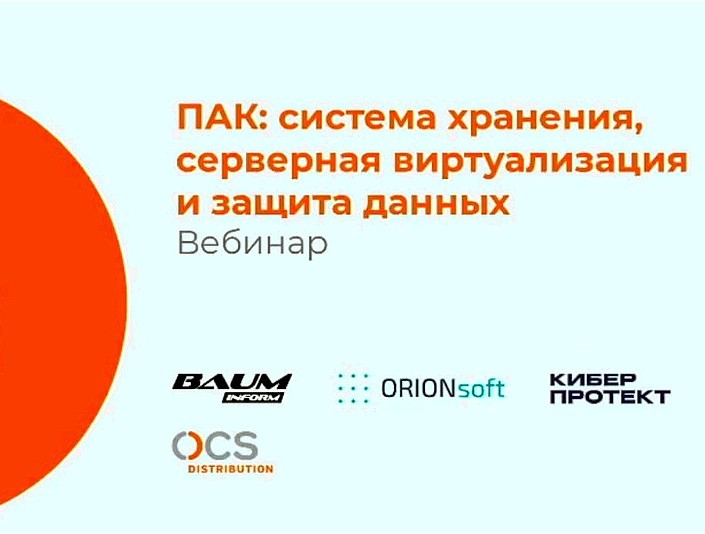 ПАК: система хранения,
серверная виртуализация
и защита данных
Вебинар
BAUM
INFORM
ORIONsoft
КИБЕР
ПРОТЕКТ
OCS
DISTRIBUTION